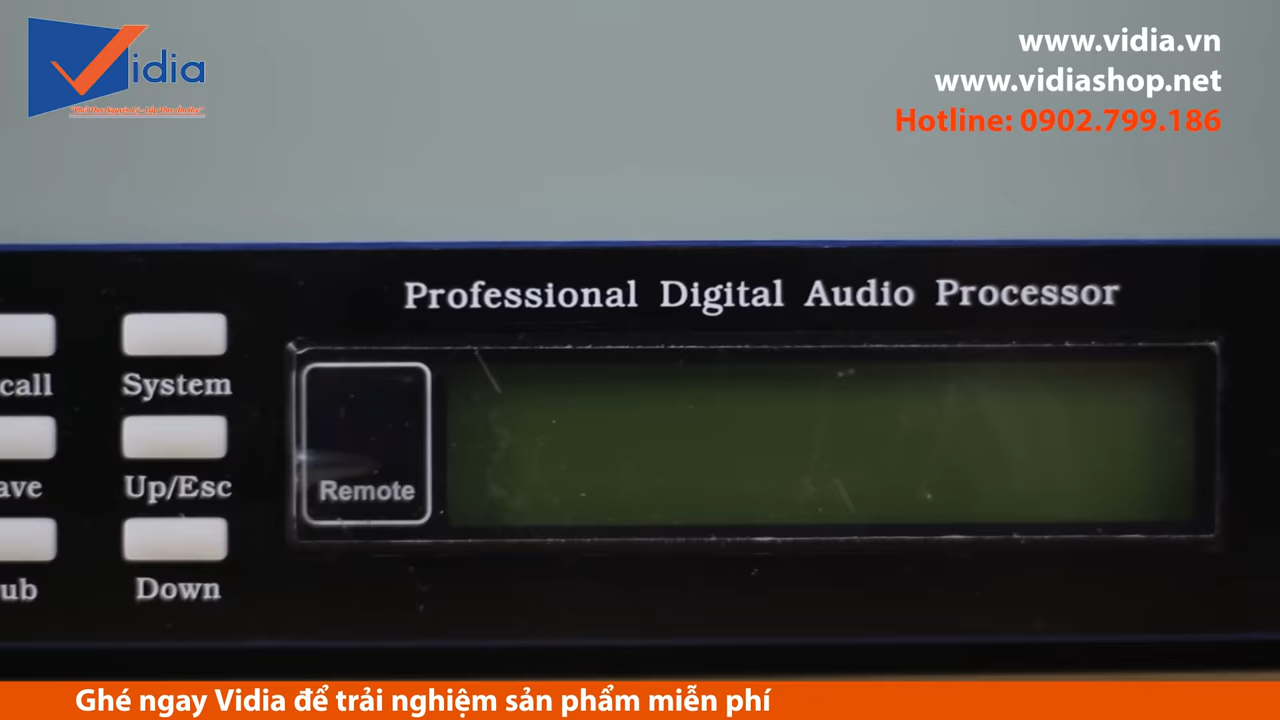 Vidia
www.vidia.vn
www.vidiashop.net
Hotline: 0902.799.186
Professional Digital Audio Processor
call
System
Remote
ave
Up/Esc
ub
Down
Ghé ngay Vidia để trải nghiệm sản phẩm miễn phí